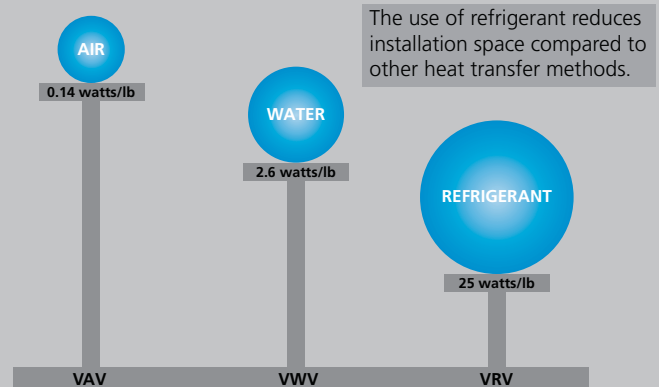 The use of refrigerant reduces
installation space compared to
other heat transfer methods.
AIR
0.14 watts/lb
WATER
2.6 watts/lb
REFRIGERANT
25 watts/lb
VAV
VWV
VRV